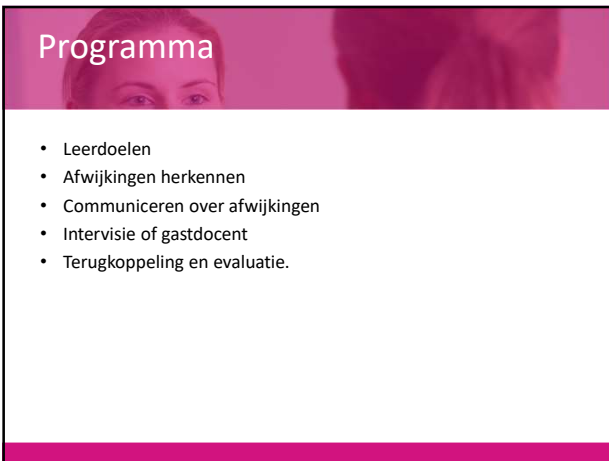 Programma
• Leerdoelen
• Afwijkingen herkennen
• Communiceren over afwijkingen
• Intervisie of gastdocent
• Terugkoppeling en evaluatie.